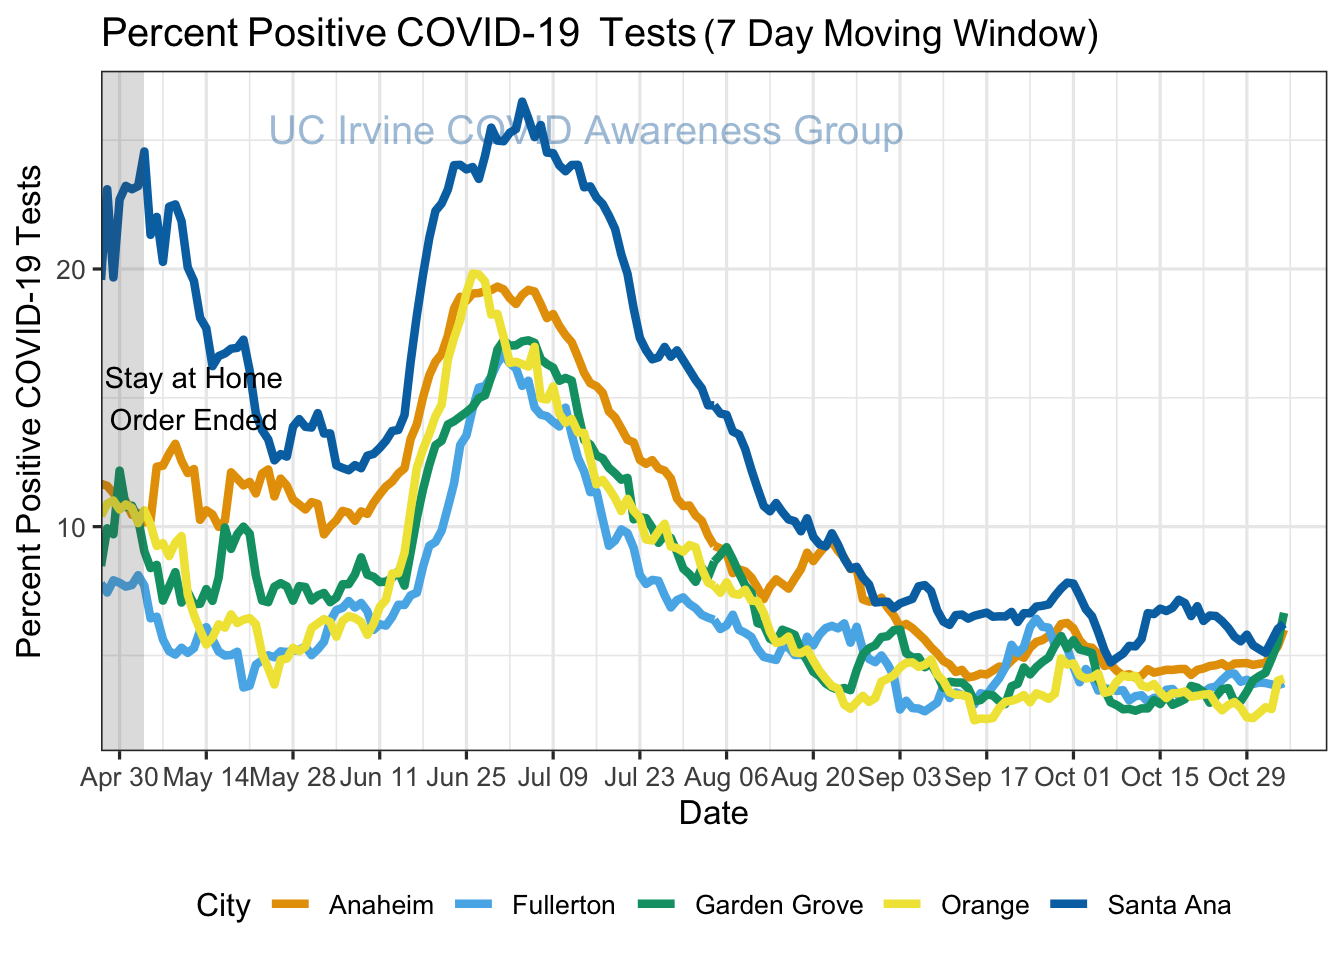 Percent Positive COVID-19 Tests (7 Day Moving Window)
UC Irvine COVID Awareness Group
Percent Positive COVID-19 Tests
20
10
Stay at Home
Order Ended
Apr 30 May 14 May 28 Jun 11 Jun 25 Jul 09 Jul 23 Aug 06 Aug 20 Sep 03 Sep 17 Oct 01 Oct 15 Oct 29
Date
City Anaheim Fullerton Garden Grove Orange Santa Ana